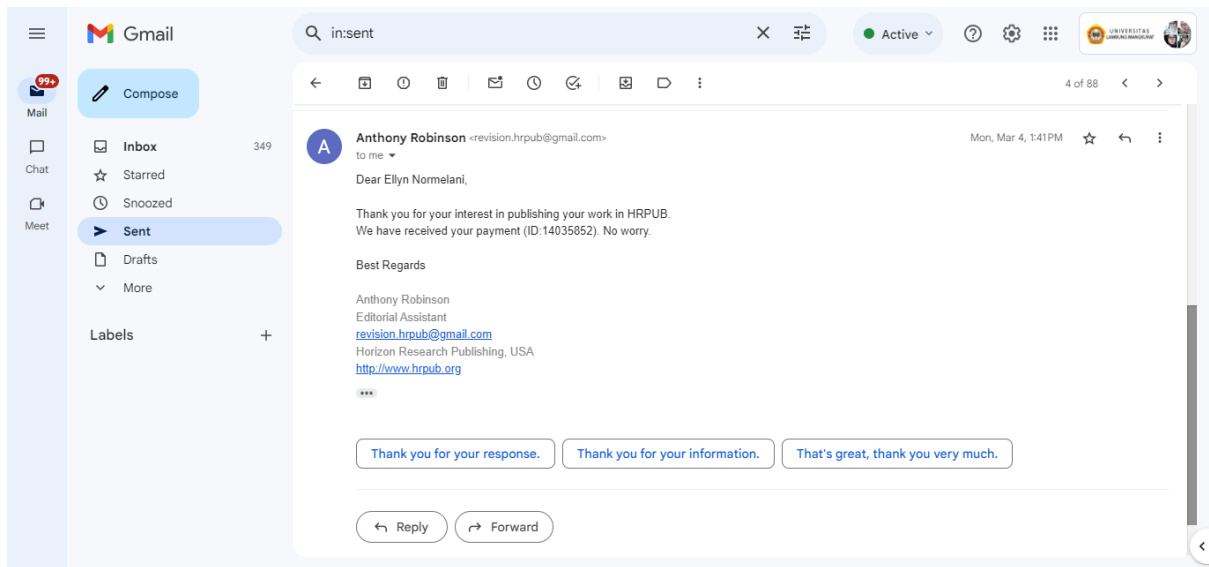 Gmail
in:sent
Active
UNIVERSITAS
LAMBUNG MANGKURAT
99+
Mail
Chat
Meet
Compose
Inbox 349
Starred
Snoozed
Sent
Drafts
More
Labels
4 of 88
A
Anthony Robinson <revision.hrpub@gmail.com>
Mon, Mar 4, 1:41 PM
to me
Dear Ellyn Normelani,
Thank you for your interest in publishing your work in HRPUB.
We have received your payment (ID:14035852). No worry.
Best Regards
Anthony Robinson
Editorial Assistant
revision.hrpub@gmail.com
Horizon Research Publishing, USA
http://www.hrpub.org
Thank you for your response.
Thank you for your information.
That's great, thank you very much.
Reply
Forward